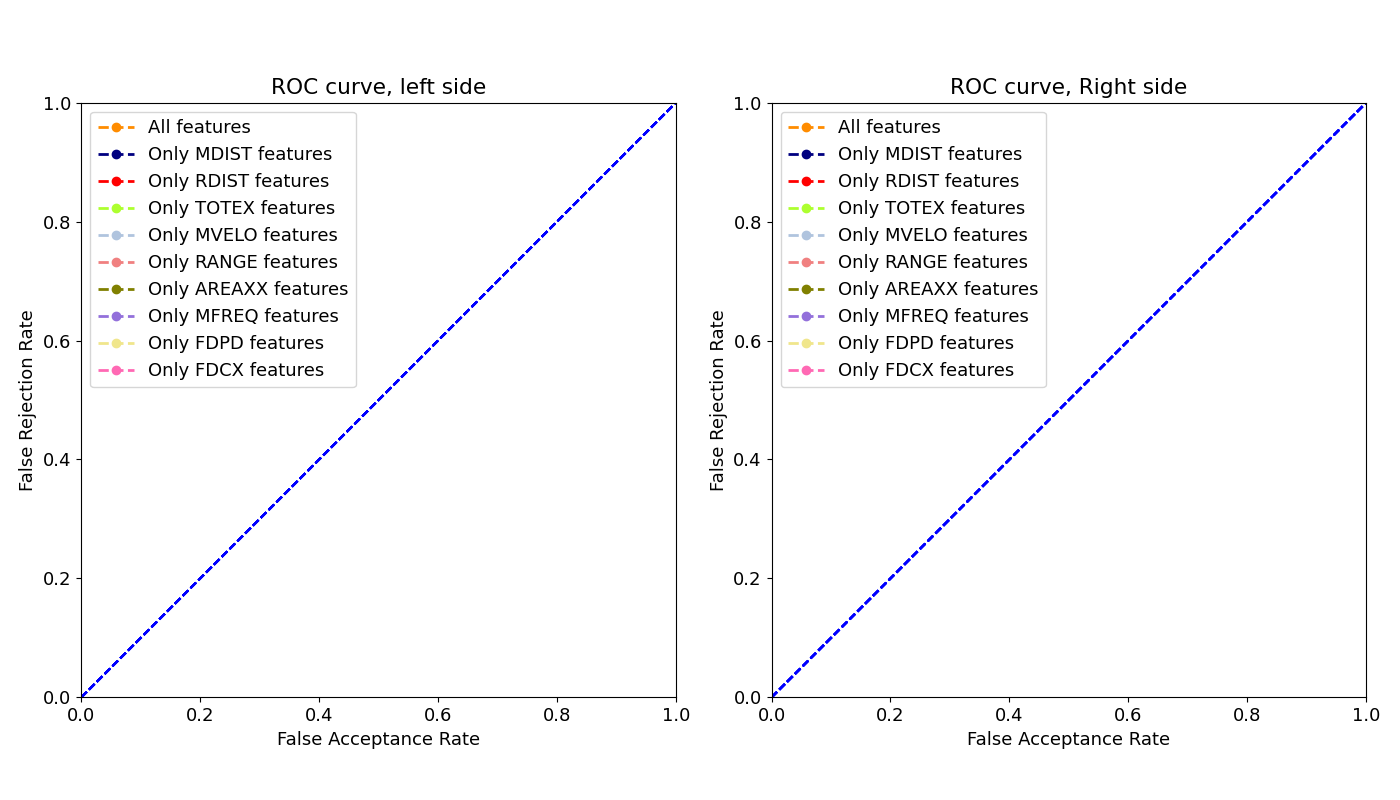 ROC curve, left side
1.0
0.8
0.6
0.4
0.2
0.0
False Rejection Rate
All features
Only MDIST features
Only RDIST features
Only TOTEX features
Only MVELO features
Only RANGE features
Only AREAXX features
Only MFREQ features
Only FDPD features
Only FDCX features
0.0 0.2 0.4 0.6 0.8 1.0
False Acceptance Rate
ROC curve, Right side
1.0
0.8
0.6
0.4
0.2
0.0
False Rejection Rate
All features
Only MDIST features
Only RDIST features
Only TOTEX features
Only MVELO features
Only RANGE features
Only AREAXX features
Only MFREQ features
Only FDPD features
Only FDCX features
0.0 0.2 0.4 0.6 0.8 1.0
False Acceptance Rate